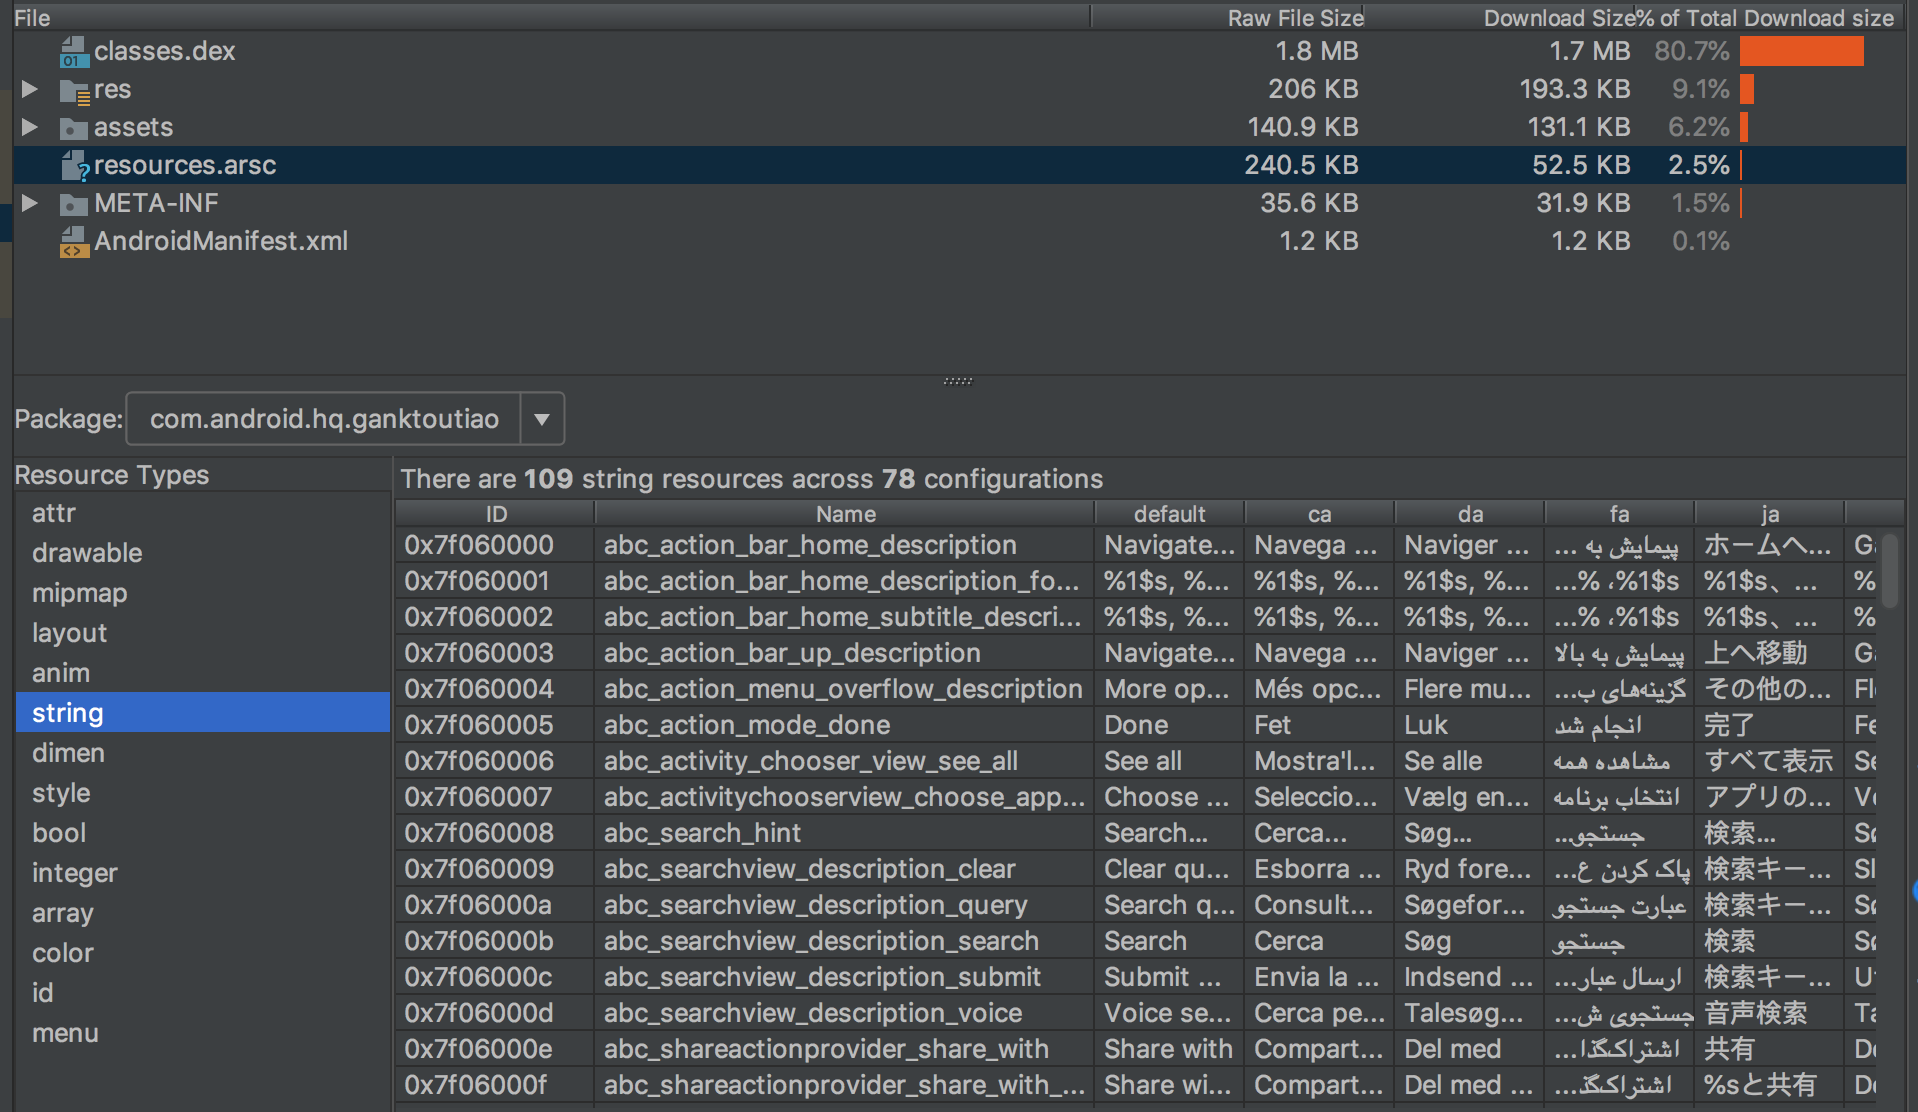 File Raw File Size Download Size % of Total Download size
classes.dex 1.8 MB 1.7 MB 80.7%
res 206 KB 193.3 KB 9.1%
assets 140.9 KB 131.1 KB 6.2%
resources.arsc 240.5 KB 52.5 KB 2.5%
META-INF 35.6 KB 31.9 KB 1.5%
AndroidManifest.xml 1.2 KB 1.2 KB 0.1%
Package: com.android.hq.ganktoutiao
Resource Types
attr
drawable
mipmap
layout
anim
string
dimen
style
bool
integer
array
color
id
menu
There are 109 string resources across 78 configurations
ID Name default ca da fa ja
0x7f060000 abc_action_bar_home_description Navigate... Navega ... Naviger ... پیمایش به ... ホームへ...
0x7f060001 abc_action_bar_home_description_fo... %1$s, %... %1$s, %... %1$s, %... %1$s، %... %1$s、... %
0x7f060002 abc_action_bar_home_subtitle_descri... %1$s, %... %1$s, %... %1$s, %... %1$s، %... %1$s、... %
0x7f060003 abc_action_bar_up_description Navigate... Navega ... Naviger ... پیمایش به بالا 上へ移動
0x7f060004 abc_action_menu_overflow_description More op... Més opc... Flere mu... گزینه‌های ب... その他の...
0x7f060005 abc_action_mode_done Done Fet Luk انجام شد 完了
0x7f060006 abc_activity_chooser_view_see_all See all Mostra'l... Se alle مشاهده همه すべて表示
0x7f060007 abc_activitychooserview_choose_app... Choose ... Seleccio... Vælg en... انتخاب برنامه アプリの...
0x7f060008 abc_search_hint Search... Cerca... Søg... جستجو... 検索...
0x7f060009 abc_searchview_description_clear Clear qu... Esborra ... Ryd fore... پاک کردن ع... 検索キー...
0x7f06000a abc_searchview_description_query Search q... Consult... Søgefor... عبارت جستجو 検索キー...
0x7f06000b abc_searchview_description_search Search Cerca Søg جستجو 検索
0x7f06000c abc_searchview_description_submit Submit ... Envia la ... Indsend ... ارسال عبار... 検索キー...
0x7f06000d abc_searchview_description_voice Voice se... Cerca pe... Talesøg... جستجوی ش... 音声検索
0x7f06000e abc_shareactionprovider_share_with Share with Compart... Del med اشتراک‌گذا... 共有
0x7f06000f abc_shareactionprovider_share_with_... Share wi... Compart... Del med ... اشتراک‌گذ... %sと共有